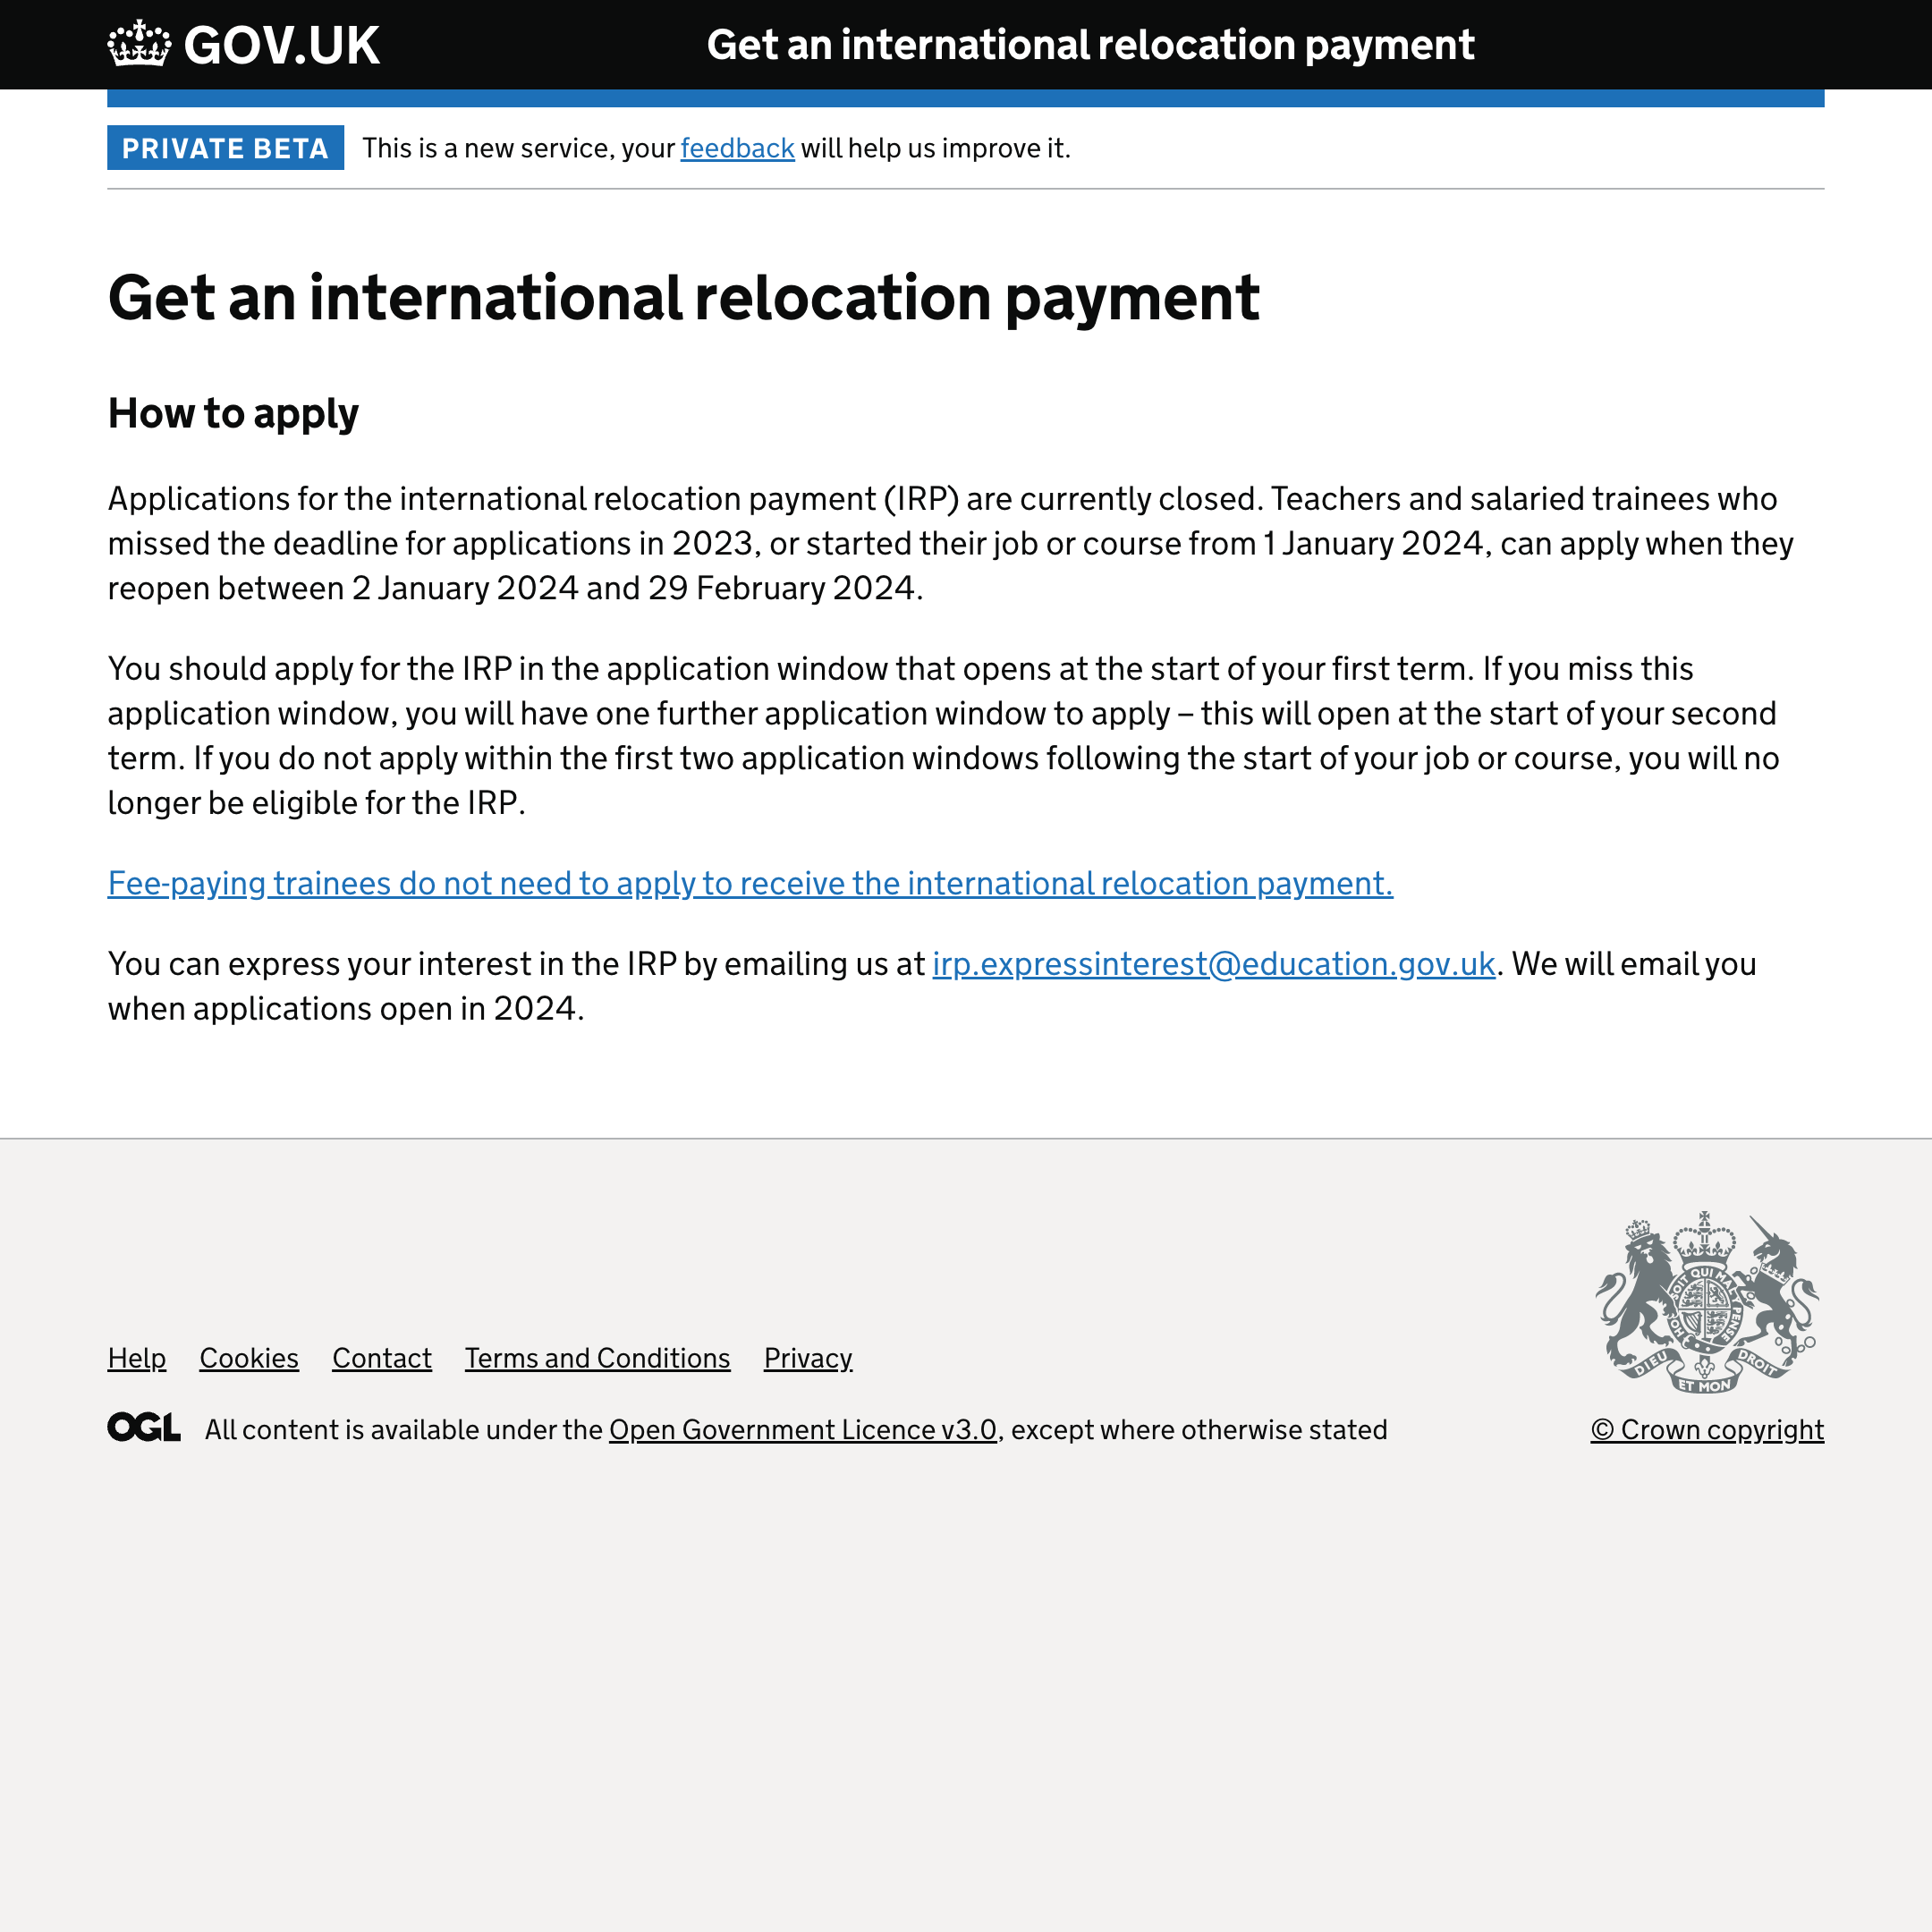 GOV.UK
Get an international relocation payment
PRIVATE BETA
This is a new service, your feedback will help us improve it.
Get an international relocation payment
How to apply
Applications for the international relocation payment (IRP) are currently closed. Teachers and salaried trainees who
missed the deadline for applications in 2023, or started their job or course from 1 January 2024, can apply when they
reopen between 2 January 2024 and 29 February 2024.
You should apply for the IRP in the application window that opens at the start of your first term. If you miss this
application window, you will have one further application window to apply – this will open at the start of your second
term. If you do not apply within the first two application windows following the start of your job or course, you will no
longer be eligible for the IRP.
Fee-paying trainees do not need to apply to receive the international relocation payment.
You can express your interest in the IRP by emailing us at irp.expressinterest@education.gov.uk. We will email you
when applications open in 2024.
HONI SOIT QUI MAL Y PENSE
DIEU ET MON DROIT
Help Cookies Contact Terms and Conditions Privacy
OGL All content is available under the Open Government Licence v3.0, except where otherwise stated
© Crown copyright